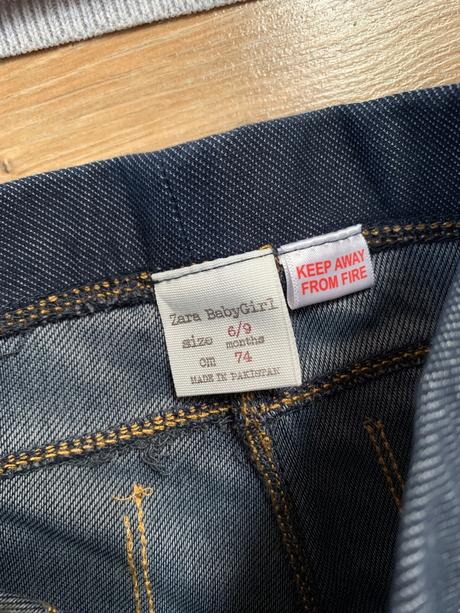 Zara BabyGirl
size 6/9 months
cm 74
MADE IN PAKISTAN
KEEP AWAY
FROM FIRE